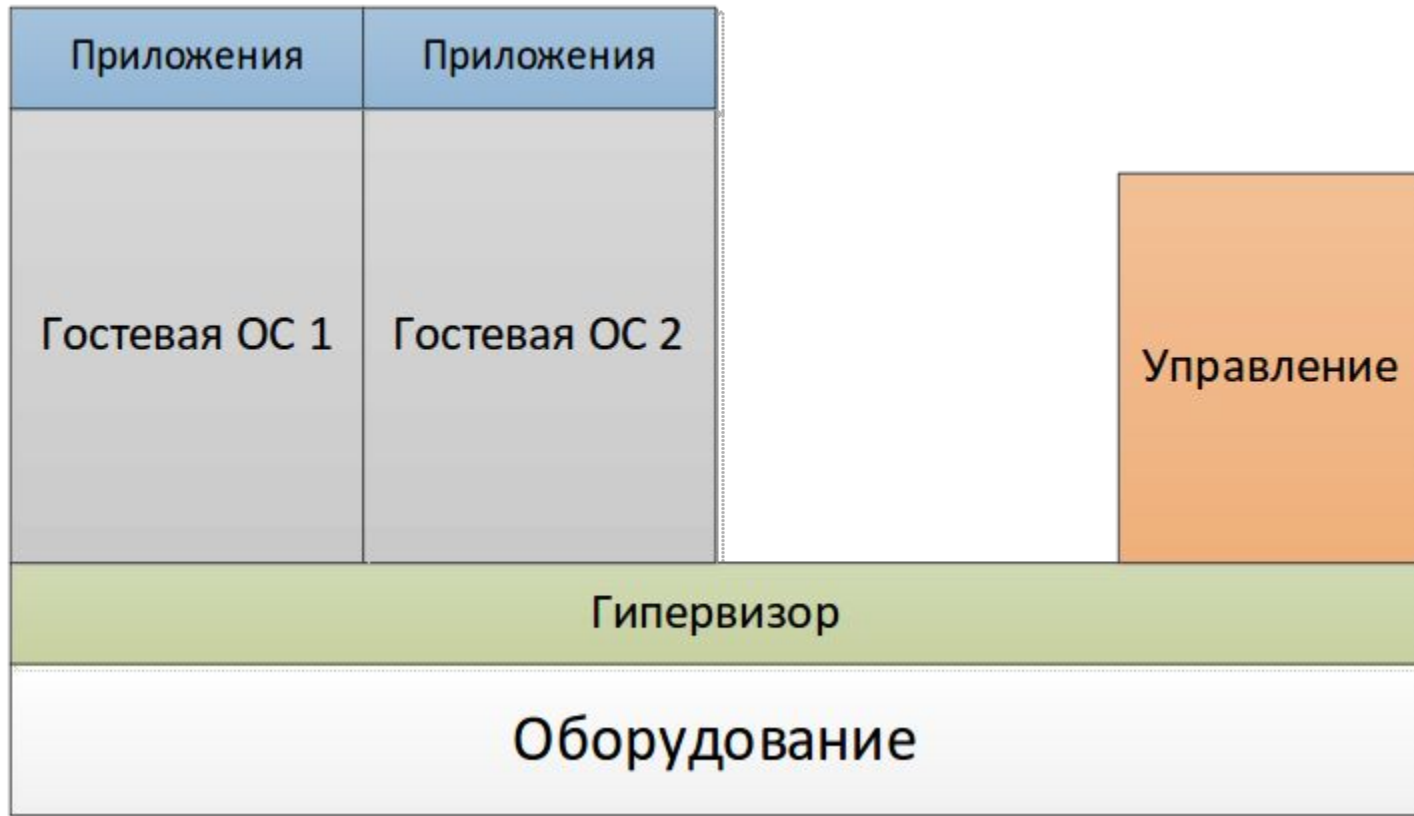 Приложения
Приложения
Гостевая ОС 1
Гостевая ОС 2
Управление
Гипервизор
Оборудование